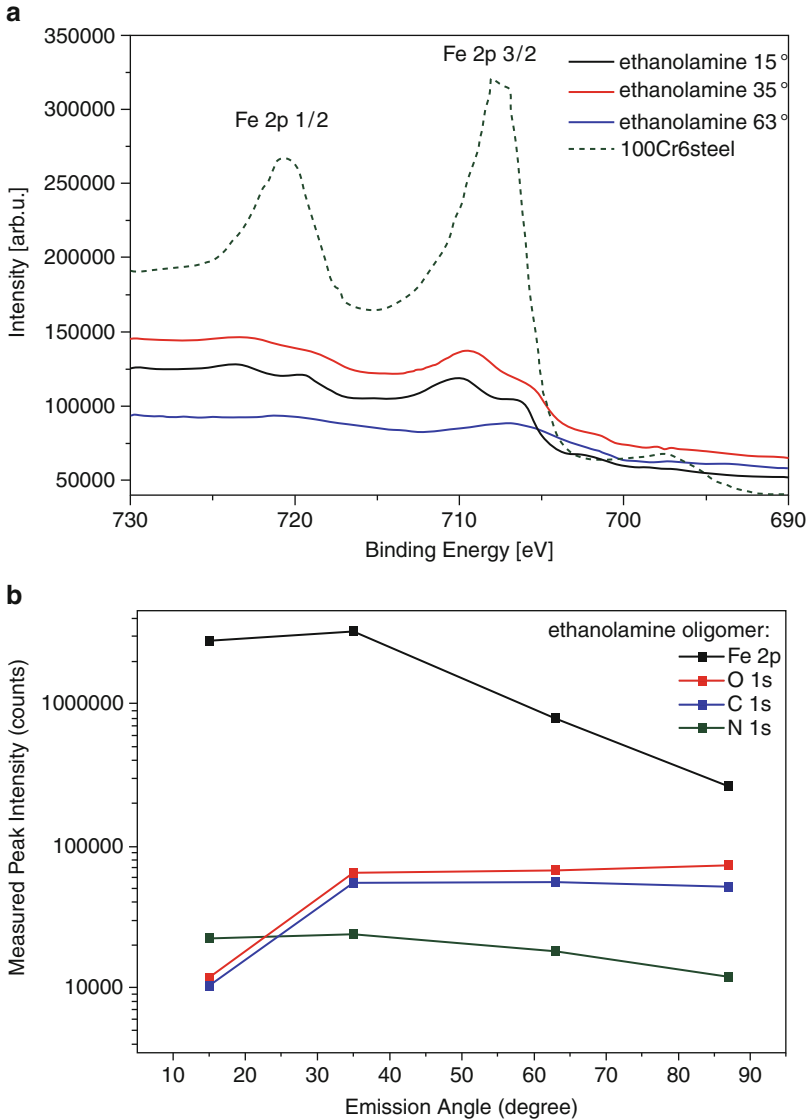 a
350000
300000
250000
200000
150000
100000
50000
Intensity [arb.u.]
Fe 2p 1/2
Fe 2p 3/2
ethanolamine 15°
ethanolamine 35°
ethanolamine 63°
100Cr6steel
730
720
710
700
690
Binding Energy [eV]
b
1000000
100000
10000
Measured Peak Intensity (counts)
ethanolamine oligomer:
Fe 2p
O 1s
C 1s
N 1s
10
20
30
40
50
60
70
80
90
Emission Angle (degree)